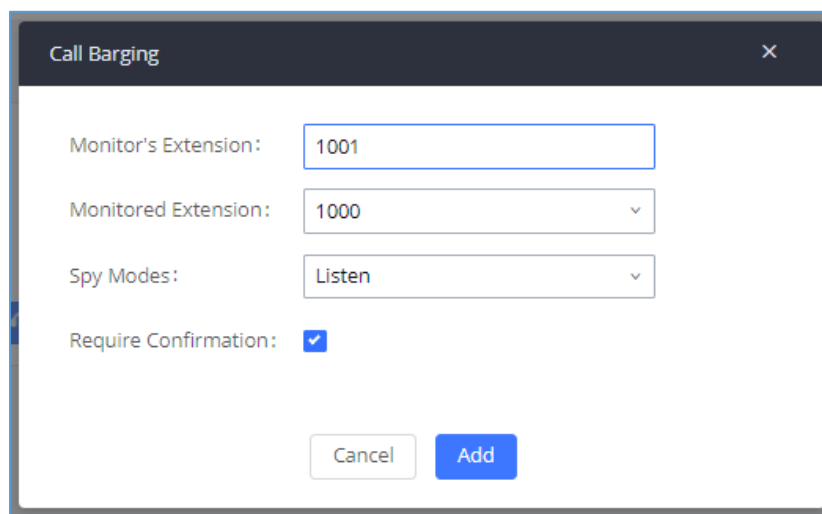 Call Barging
Monitor's Extension: 1001
Monitored Extension: 1000
Spy Modes: Listen
Require Confirmation:
Cancel Add